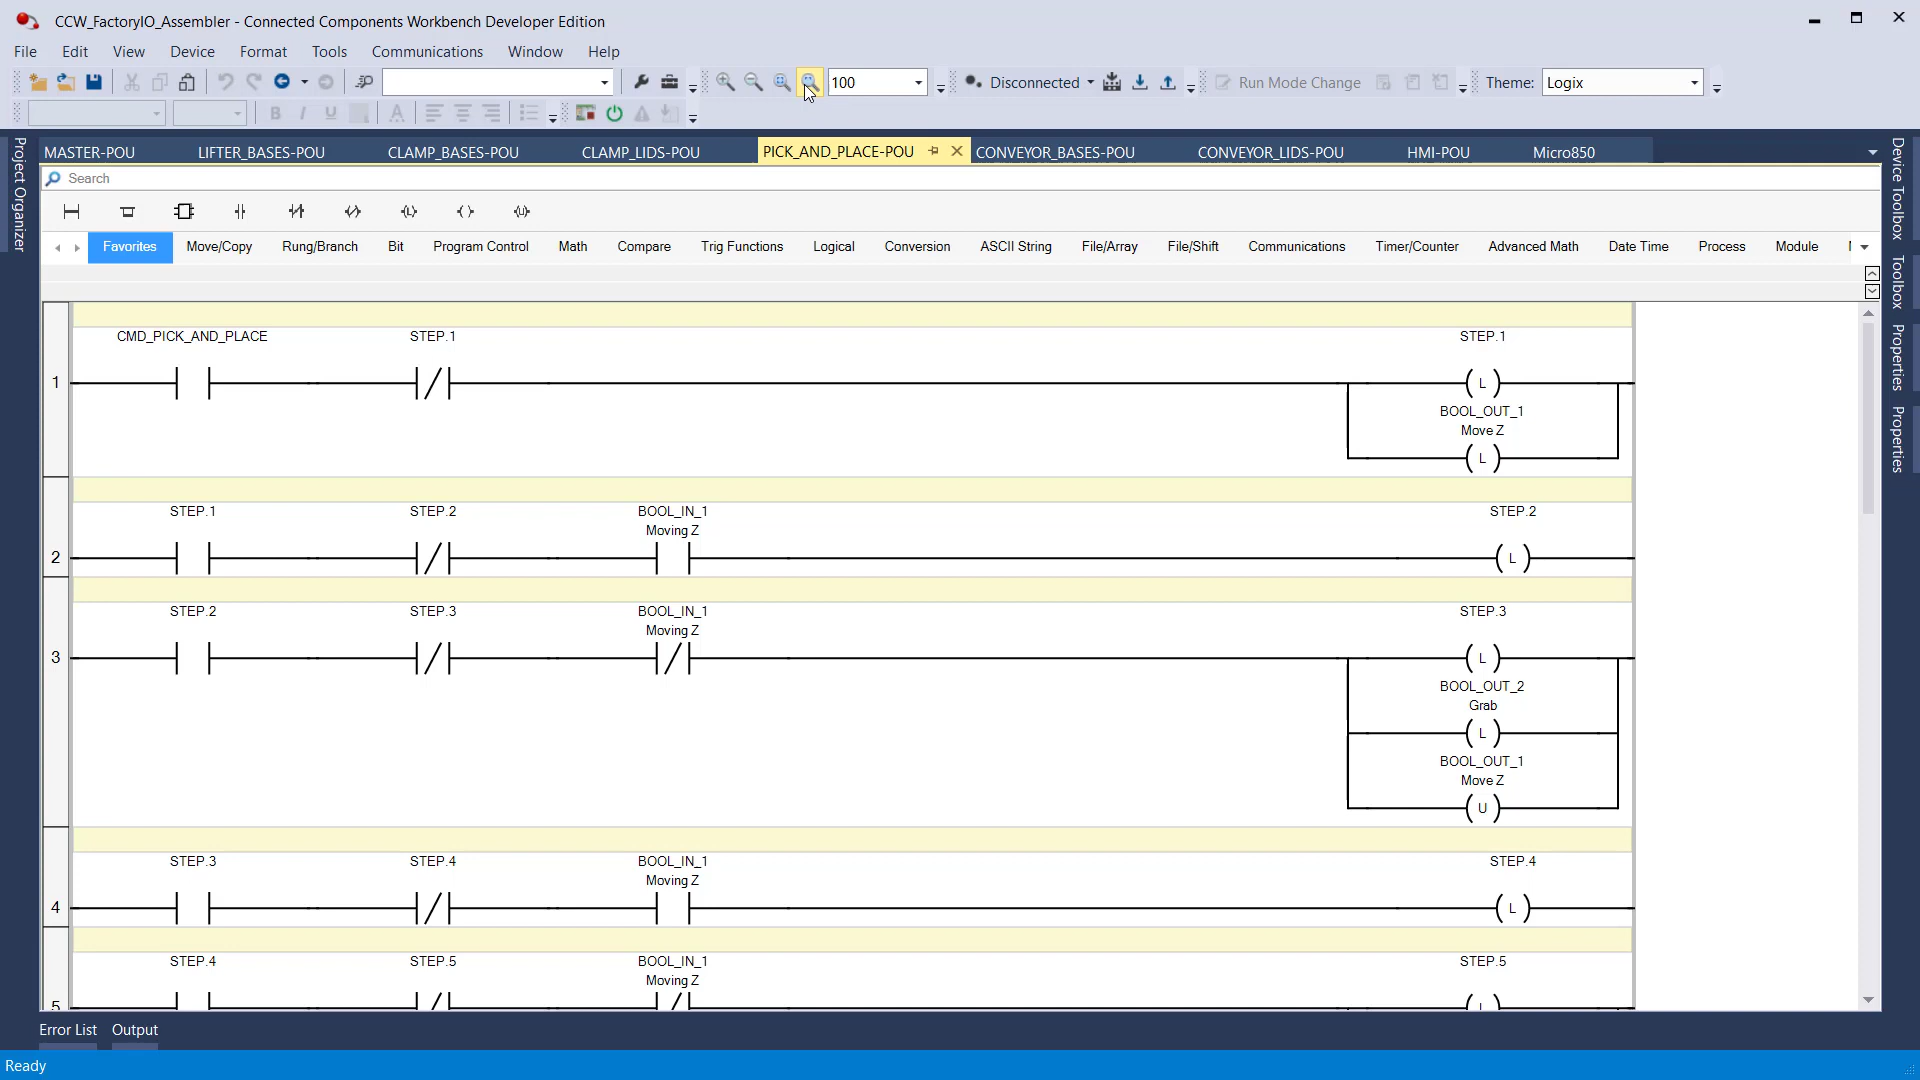 CCW_FactoryIO_Assembler - Connected Components Workbench Developer Edition
File Edit View Device Format Tools Communications Window Help
100 Disconnected Run Mode Change Theme: Logix
B I U A
MASTER-POU LIFTER_BASES-POU CLAMP_BASES-POU CLAMP_LIDS-POU PICK_AND_PLACE-POU CONVEYOR_BASES-POU CONVEYOR_LIDS-POU HMI-POU Micro850
Project Organizer
Device Toolbox
Toolbox
Properties
Properties
Search
Favorites Move/Copy Rung/Branch Bit Program Control Math Compare Trig Functions Logical Conversion ASCII String File/Array File/Shift Communications Timer/Counter Advanced Math Date Time Process Module
CMD_PICK_AND_PLACE STEP.1 STEP.1
1 L
BOOL_OUT_1
Move Z
L
STEP.1 STEP.2 BOOL_IN_1 STEP.2
Moving Z
2 L
STEP.2 STEP.3 BOOL_IN_1 STEP.3
Moving Z
3 L
BOOL_OUT_2
Grab
L
BOOL_OUT_1
Move Z
U
STEP.3 STEP.4 BOOL_IN_1 STEP.4
Moving Z
4 L
STEP.4 STEP.5 BOOL_IN_1 STEP.5
Moving Z
5 L
Error List Output
Ready